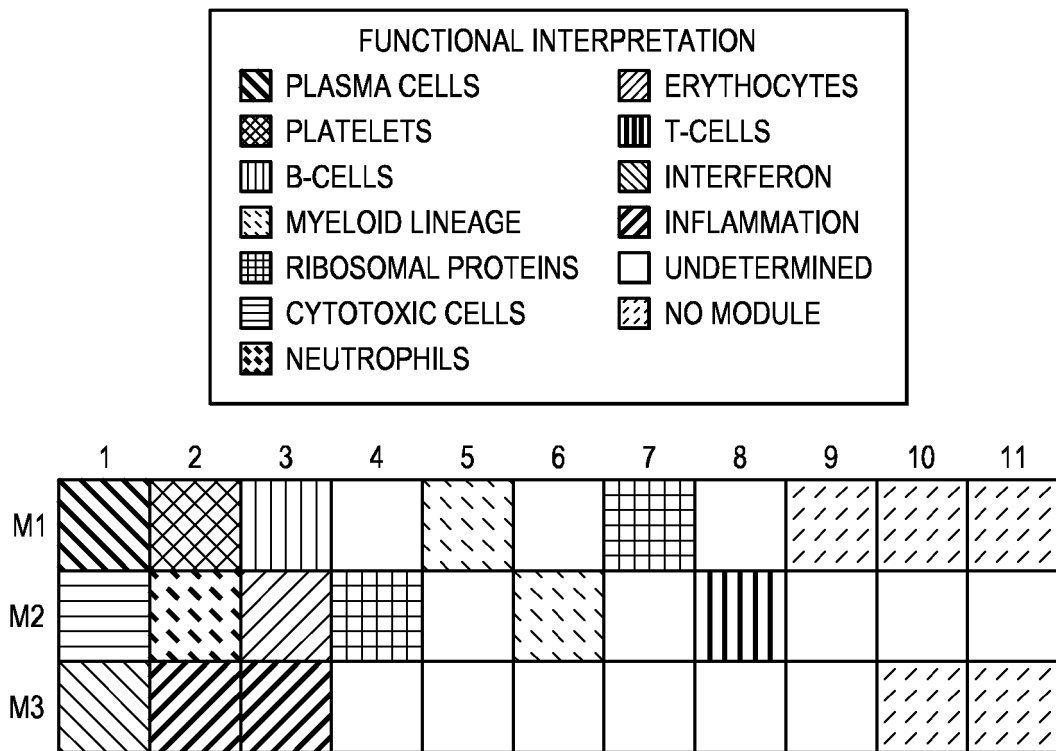 FUNCTIONAL INTERPRETATION
PLASMA CELLS
ERYTHOCYTES
PLATELETS
T-CELLS
B-CELLS
INTERFERON
MYELOID LINEAGE
INFLAMMATION
RIBOSOMAL PROTEINS
UNDETERMINED
CYTOTOXIC CELLS
NO MODULE
NEUTROPHILS
1 2 3 4 5 6 7 8 9 10 11
M1
M2
M3